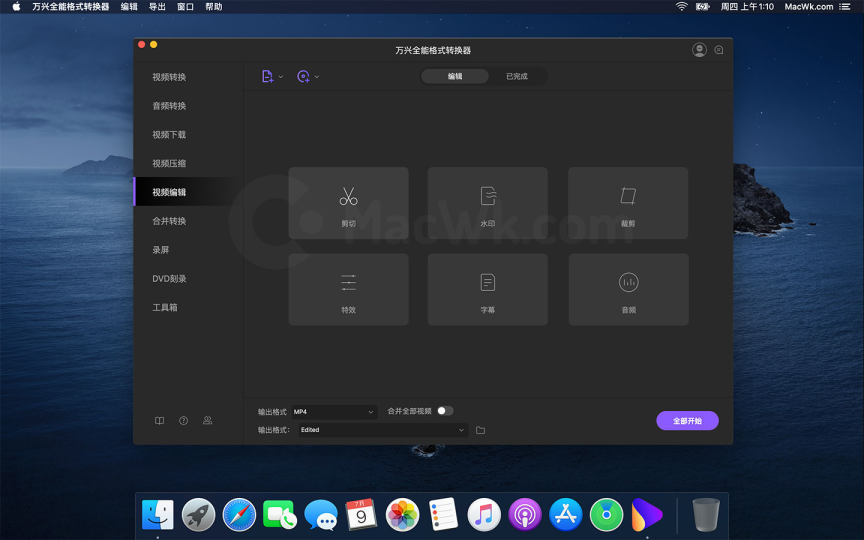 万兴全能格式转换器 编辑 导出 窗口 帮助
周四 上午1:10 MacWk.com
万兴全能格式转换器
编辑 已完成
视频转换
音频转换
视频下载
视频压缩
视频编辑
合并转换
录屏
DVD刻录
工具箱
剪切 水印 裁剪
MacWk.com
特效 字幕 音频
输出格式 MP4 合并全部视频
输出格式: Edited
全部开始
7月
9